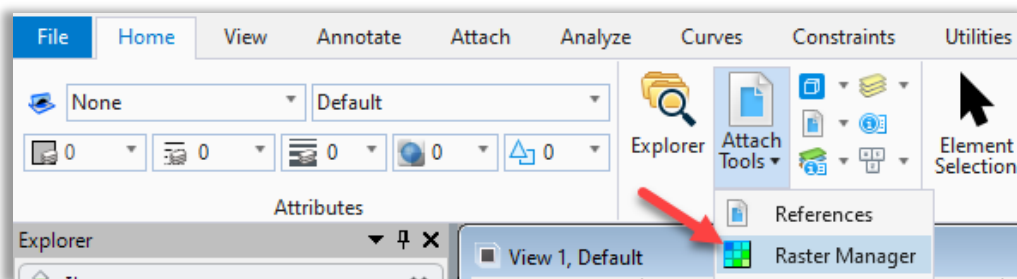 File Home View Annotate Attach Analyze Curves Constraints Utilities
None Default
0 0 0 0 0
Explorer
Attach
Tools
Element
Selection
Attributes
References
Explorer
View 1, Default
Raster Manager